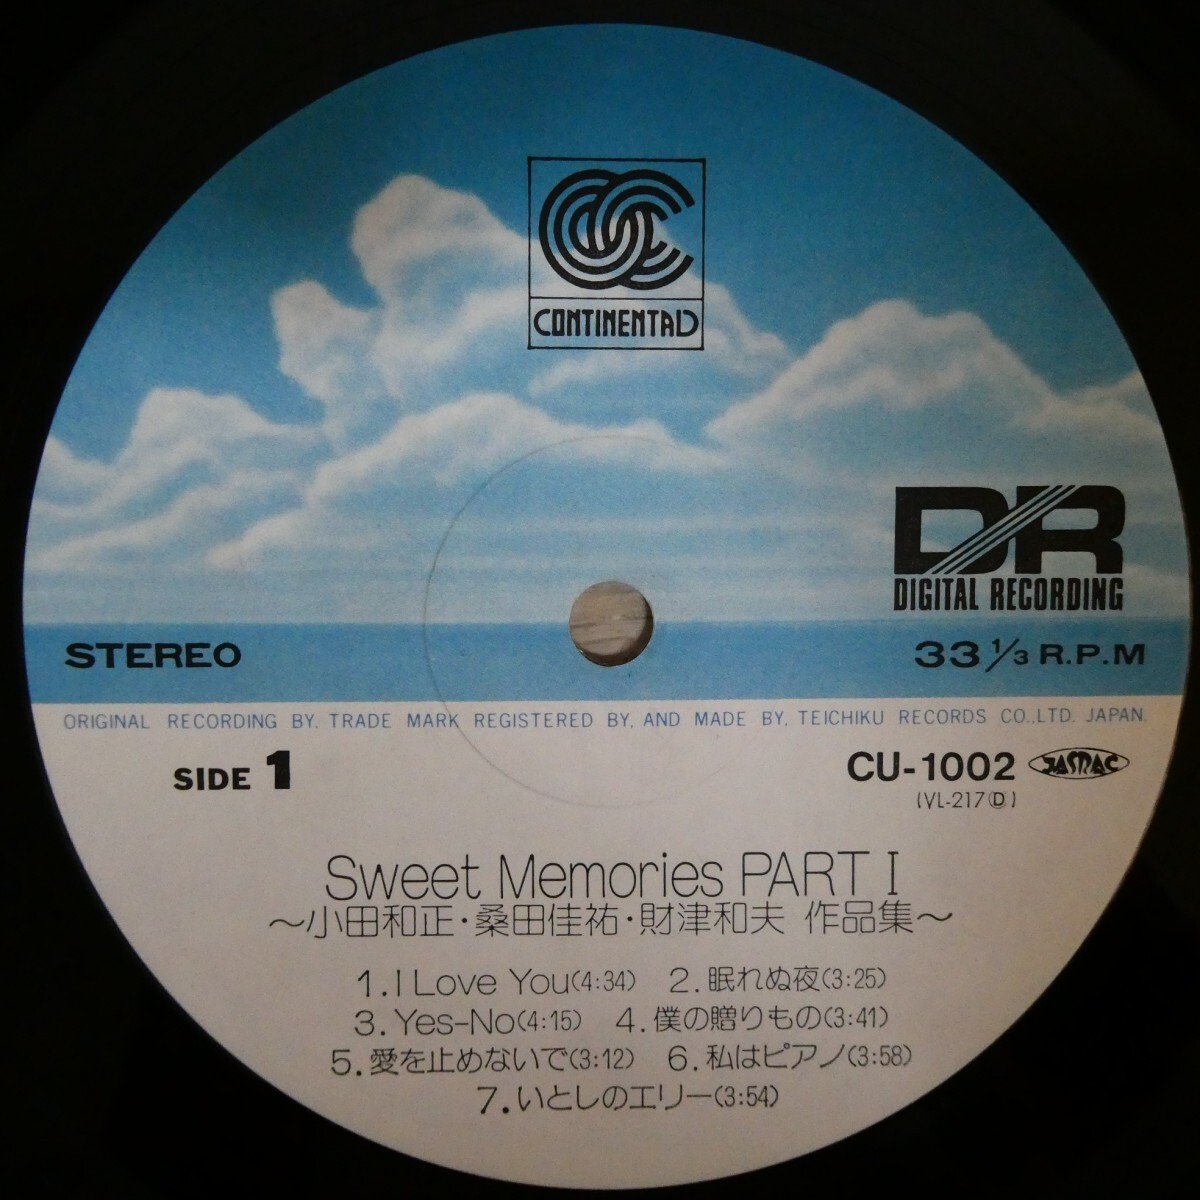 CONTINENTAL
DR
DIGITAL RECORDING
STEREO
33 1/3 R.P.M
ORIGINAL RECORDING BY, TRADE MARK REGISTERED BY, AND MADE BY, TEICHIKU RECORDS CO.,LTD. JAPAN.
SIDE 1
CU-1002 JASRAC
(VL-217Ⓓ)
Sweet Memories PART I
〜小田和正・桑田佳祐・財津和夫 作品集〜
1. I Love You(4:34) 2. 眠れぬ夜(3:25)
3. Yes-No(4:15) 4. 僕の贈りもの(3:41)
5. 愛を止めないで(3:12) 6. 私はピアノ(3:58)
7. いとしのエリー(3:54)